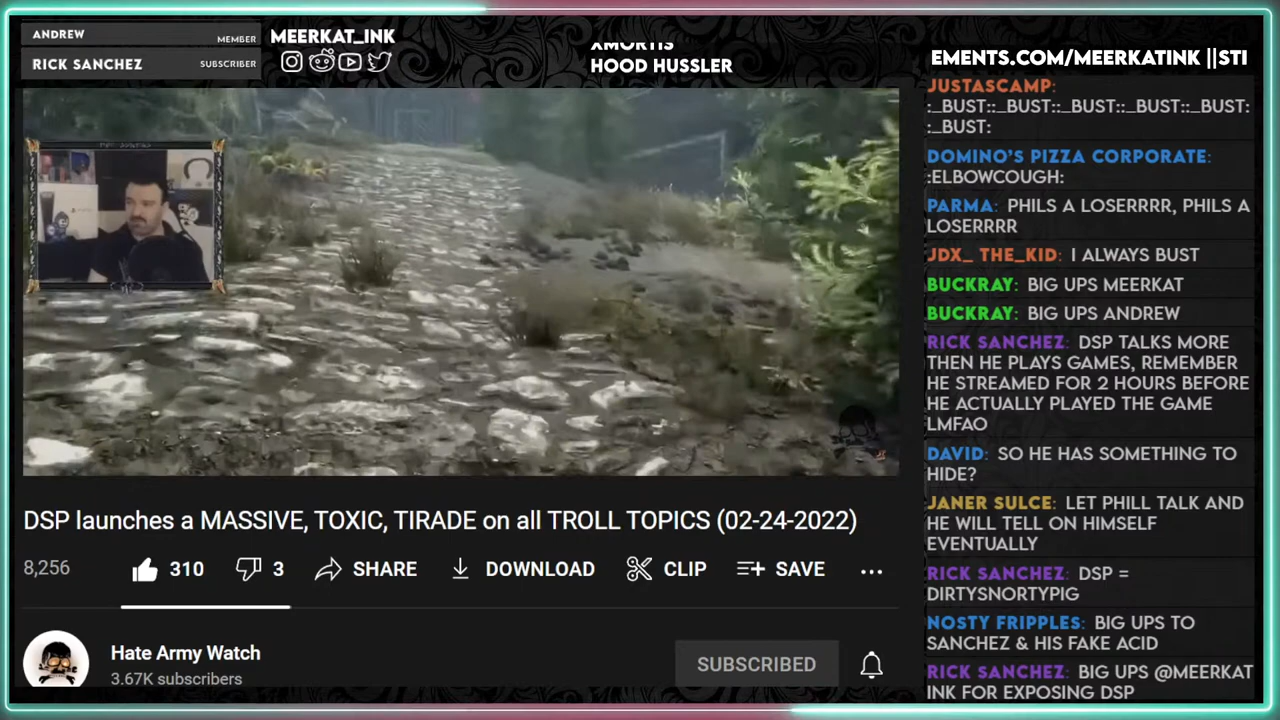 ANDREW MEMBER
RICK SANCHEZ SUBSCRIBER
MEERKAT_INK
XMORTIS
HOOD HUSSLER
EMENTS.COM/MEERKATINK ||STI
JUSTASCAMP:
:_BUST::_BUST::_BUST::_BUST::_BUST:
:_BUST:
DOMINO'S PIZZA CORPORATE:
:ELBOWCOUGH:
PARMA: PHILS A LOSERRRR, PHILS A
LOSERRRR
JDX_ THE_KID: I ALWAYS BUST
BUCKRAY: BIG UPS MEERKAT
BUCKRAY: BIG UPS ANDREW
RICK SANCHEZ: DSP TALKS MORE
THEN HE PLAYS GAMES, REMEMBER
HE STREAMED FOR 2 HOURS BEFORE
HE ACTUALLY PLAYED THE GAME
LMFAO
DAVID: SO HE HAS SOMETHING TO
HIDE?
JANER SULCE: LET PHILL TALK AND
HE WILL TELL ON HIMSELF
EVENTUALLY
RICK SANCHEZ: DSP =
DIRTYSNORTYPIG
NOSTY FRIPPLES: BIG UPS TO
SANCHEZ & HIS FAKE ACID
RICK SANCHEZ: BIG UPS @MEERKAT
INK FOR EXPOSING DSP
DSP launches a MASSIVE, TOXIC, TIRADE on all TROLL TOPICS (02-24-2022)
8,256 310 3 SHARE DOWNLOAD CLIP SAVE ...
Hate Army Watch
3.67K subscribers
SUBSCRIBED